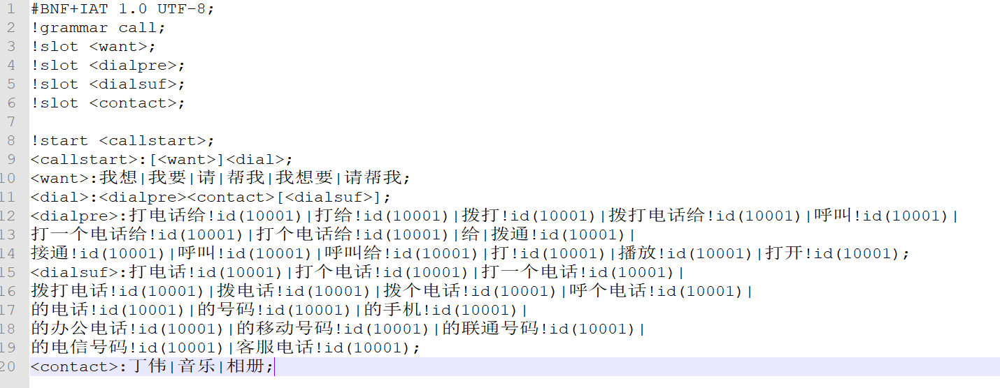 1 #BNF+IAT 1.0 UTF-8;
2 !grammar call;
3 !slot <want>;
4 !slot <dialpre>;
5 !slot <dialsuf>;
6 !slot <contact>;
7
8 !start <callstart>;
9 <callstart>:[<want>]<dial>;
10 <want>:我想|我要|请|帮我|我想要|请帮我;
11 <dial>:<dialpre><contact>[<dialsuf>];
12 <dialpre>:打电话给!id(10001)|打给!id(10001)|拨打!id(10001)|拨打电话给!id(10001)|呼叫!id(10001)|
13 打一个电话给!id(10001)|打个电话给!id(10001)|给|拨通!id(10001)|
14 接通!id(10001)|呼叫!id(10001)|呼叫给!id(10001)|打!id(10001)|播放!id(10001)|打开!id(10001);
15 <dialsuf>:打电话!id(10001)|打个电话!id(10001)|打一个电话!id(10001)|
16 拨打电话!id(10001)|拨电话!id(10001)|拨个电话!id(10001)|呼个电话!id(10001)|
17 的电话!id(10001)|的号码!id(10001)|的手机!id(10001)|
18 的办公电话!id(10001)|的移动号码!id(10001)|的联通号码!id(10001)|
19 的电信号码!id(10001)|客服电话!id(10001);
20 <contact>:丁伟|音乐|相册;